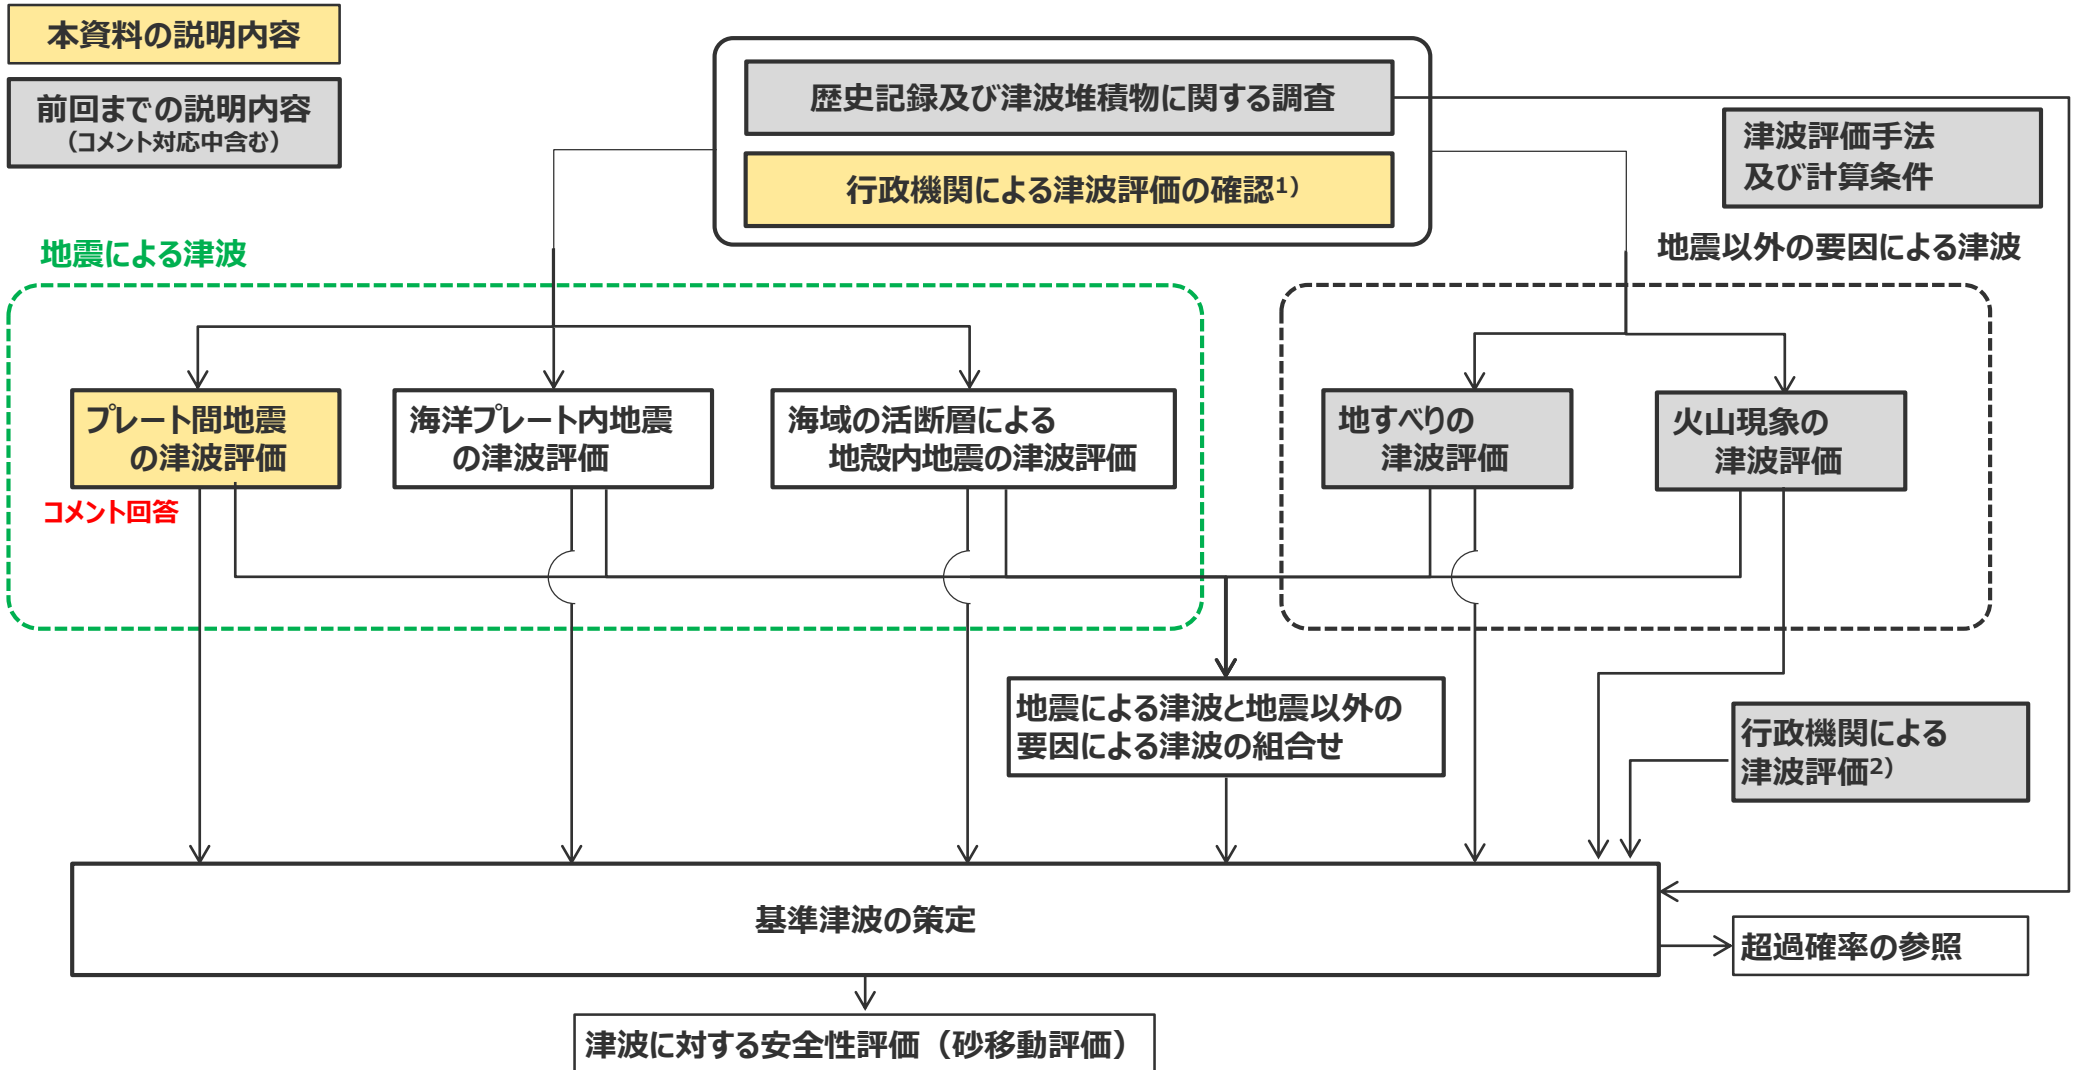 本資料の説明内容
前回までの説明内容
（コメント対応中含む）
歴史記録及び津波堆積物に関する調査
行政機関による津波評価の確認1）
津波評価手法
及び計算条件
地震による津波
地震以外の要因による津波
プレート間地震
の津波評価
海洋プレート内地震
の津波評価
海域の活断層による
地殻内地震の津波評価
地すべりの
津波評価
火山現象の
津波評価
コメント回答
地震による津波と地震以外の
要因による津波の組合せ
行政機関による
津波評価2）
基準津波の策定
超過確率の参照
津波に対する安全性評価（砂移動評価）